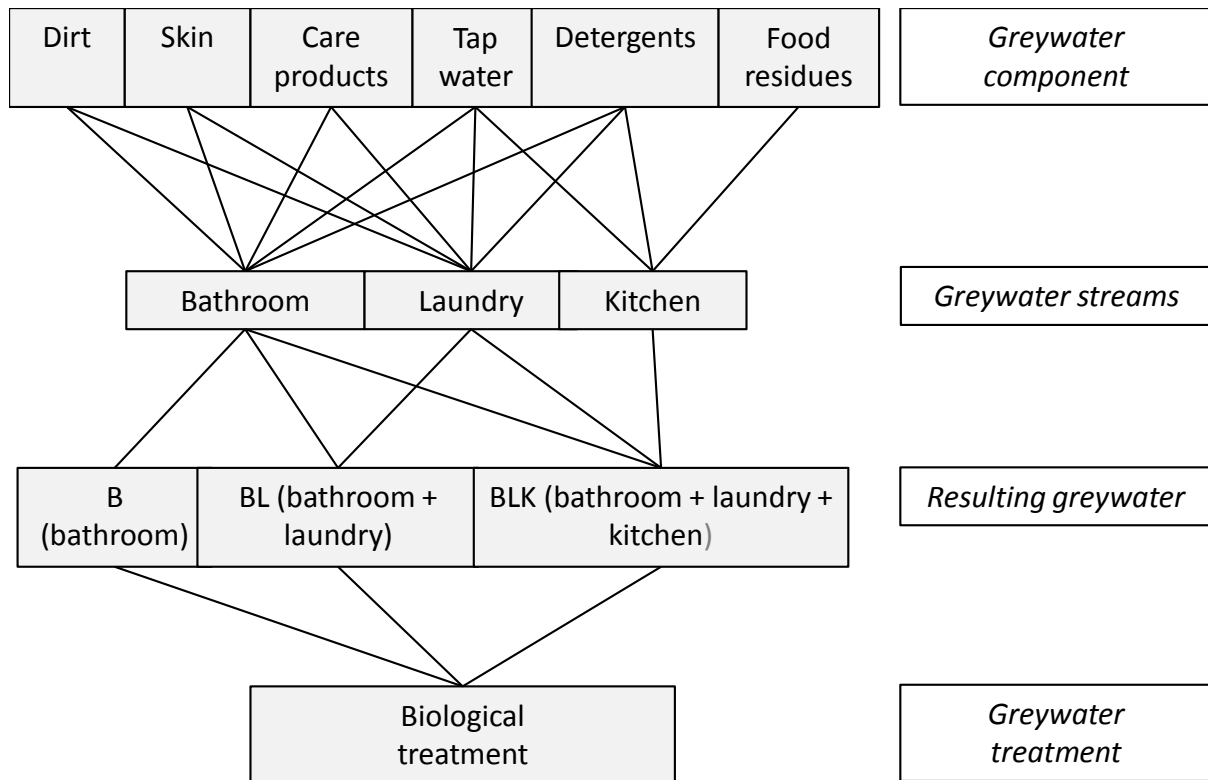 Dirt
Skin
Care
products
Tap
water
Detergents
Food
residues
Greywater
component
Bathroom
Laundry
Kitchen
Greywater streams
B
(bathroom)
BL (bathroom +
laundry)
BLK (bathroom + laundry +
kitchen)
Resulting greywater
Biological
treatment
Greywater
treatment